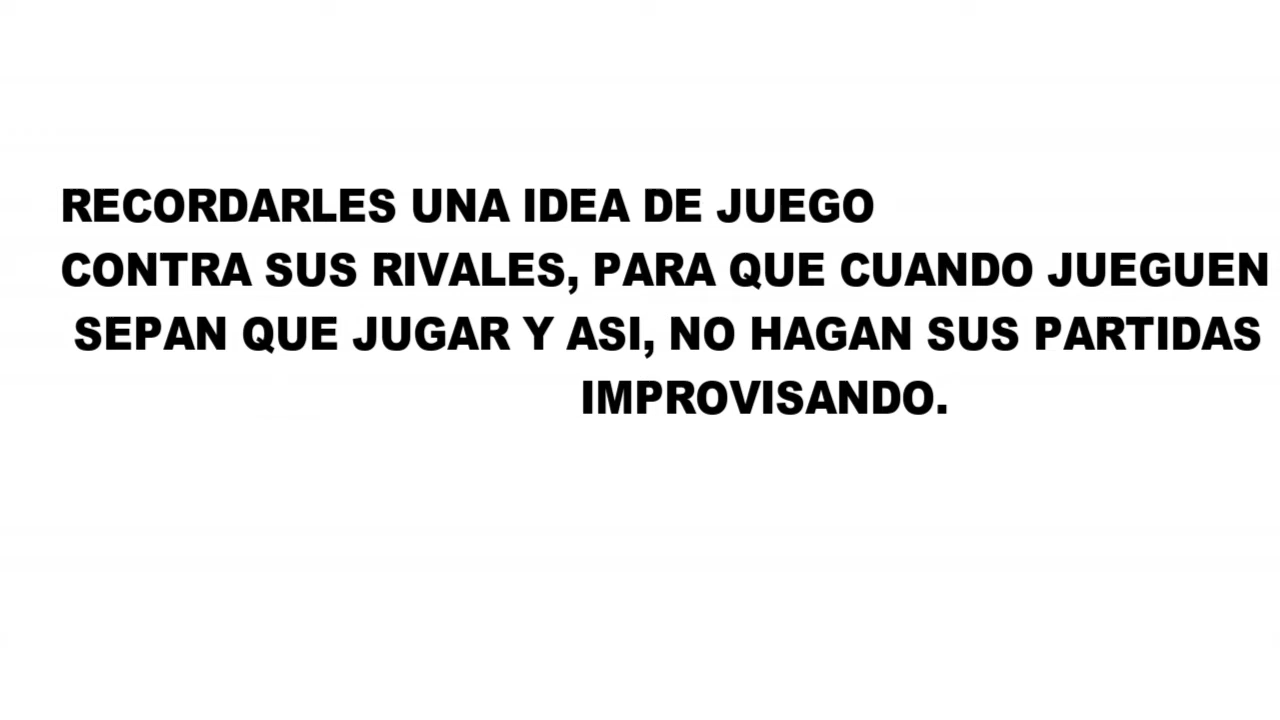 RECORDARLES UNA IDEA DE JUEGO
CONTRA SUS RIVALES, PARA QUE CUANDO JUEGUEN
SEPAN QUE JUGAR Y ASI, NO HAGAN SUS PARTIDAS
IMPROVISANDO.